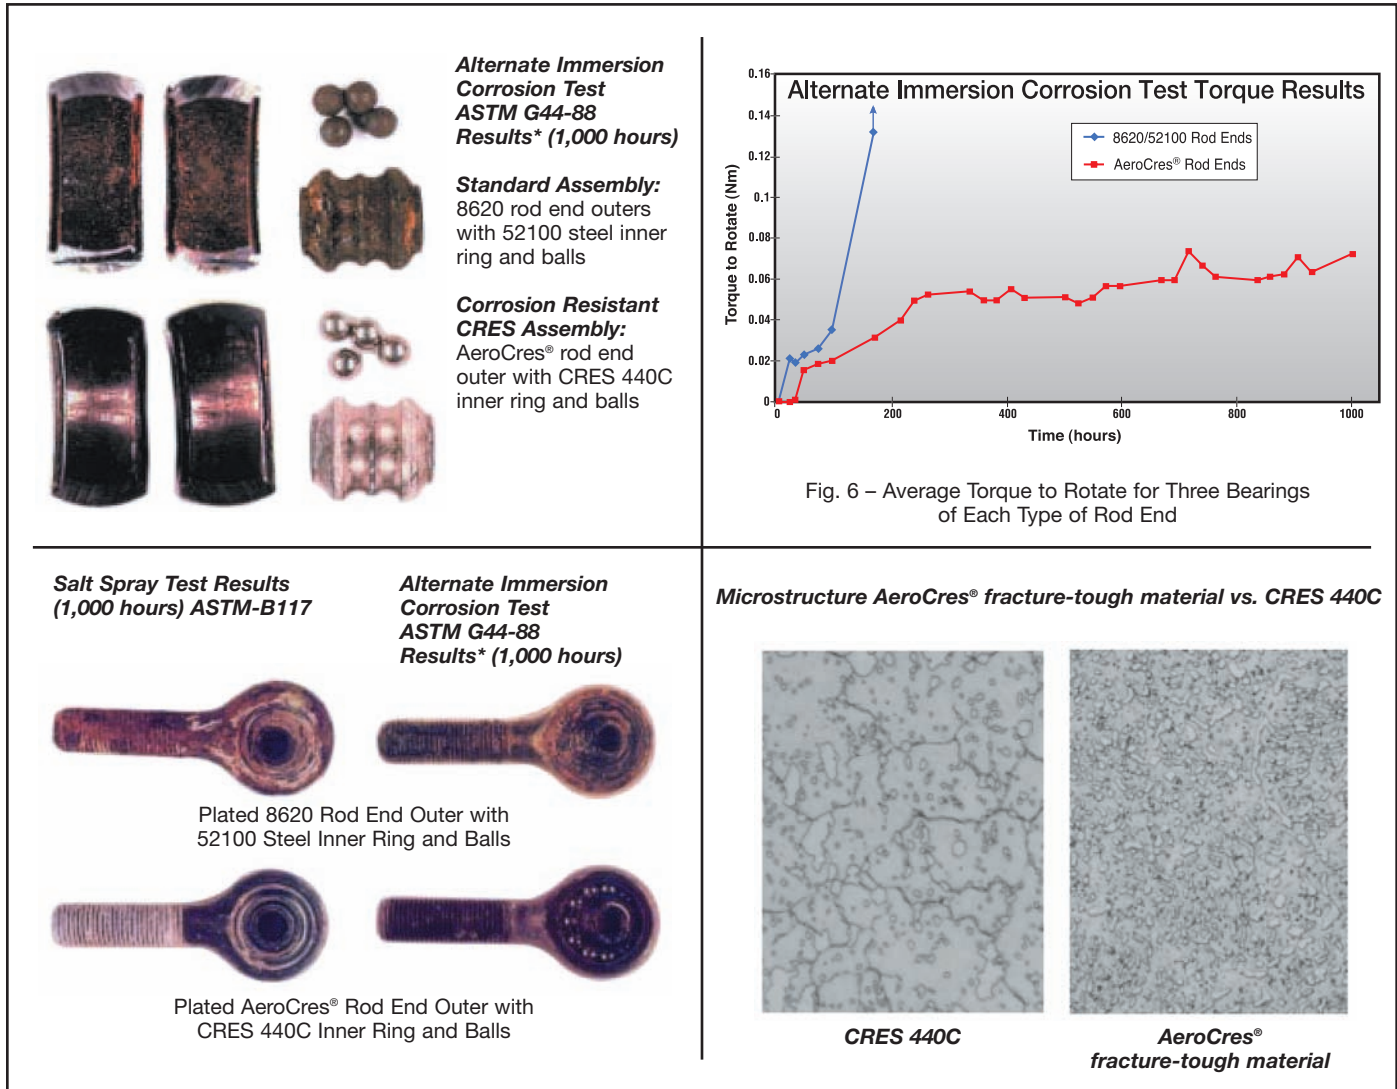 Alternate Immersion
Corrosion Test
ASTM G44-88
Results* (1,000 hours)
Standard Assembly:
8620 rod end outers
with 52100 steel inner
ring and balls
Corrosion Resistant
CRES Assembly:
AeroCres® rod end
outer with CRES 440C
inner ring and balls
Alternate Immersion Corrosion Test Torque Results
Torque to Rotate (Nm)
0.16
0.14
0.12
0.1
0.08
0.06
0.04
0.02
0
8620/52100 Rod Ends
AeroCres® Rod Ends
0
200
400
600
800
1000
Time (hours)
Fig. 6 – Average Torque to Rotate for Three Bearings
of Each Type of Rod End
Salt Spray Test Results
(1,000 hours) ASTM-B117
Alternate Immersion
Corrosion Test
ASTM G44-88
Results* (1,000 hours)
Plated 8620 Rod End Outer with
52100 Steel Inner Ring and Balls
Plated AeroCres® Rod End Outer with
CRES 440C Inner Ring and Balls
Microstructure AeroCres® fracture-tough material vs. CRES 440C
CRES 440C
AeroCres®
fracture-tough material